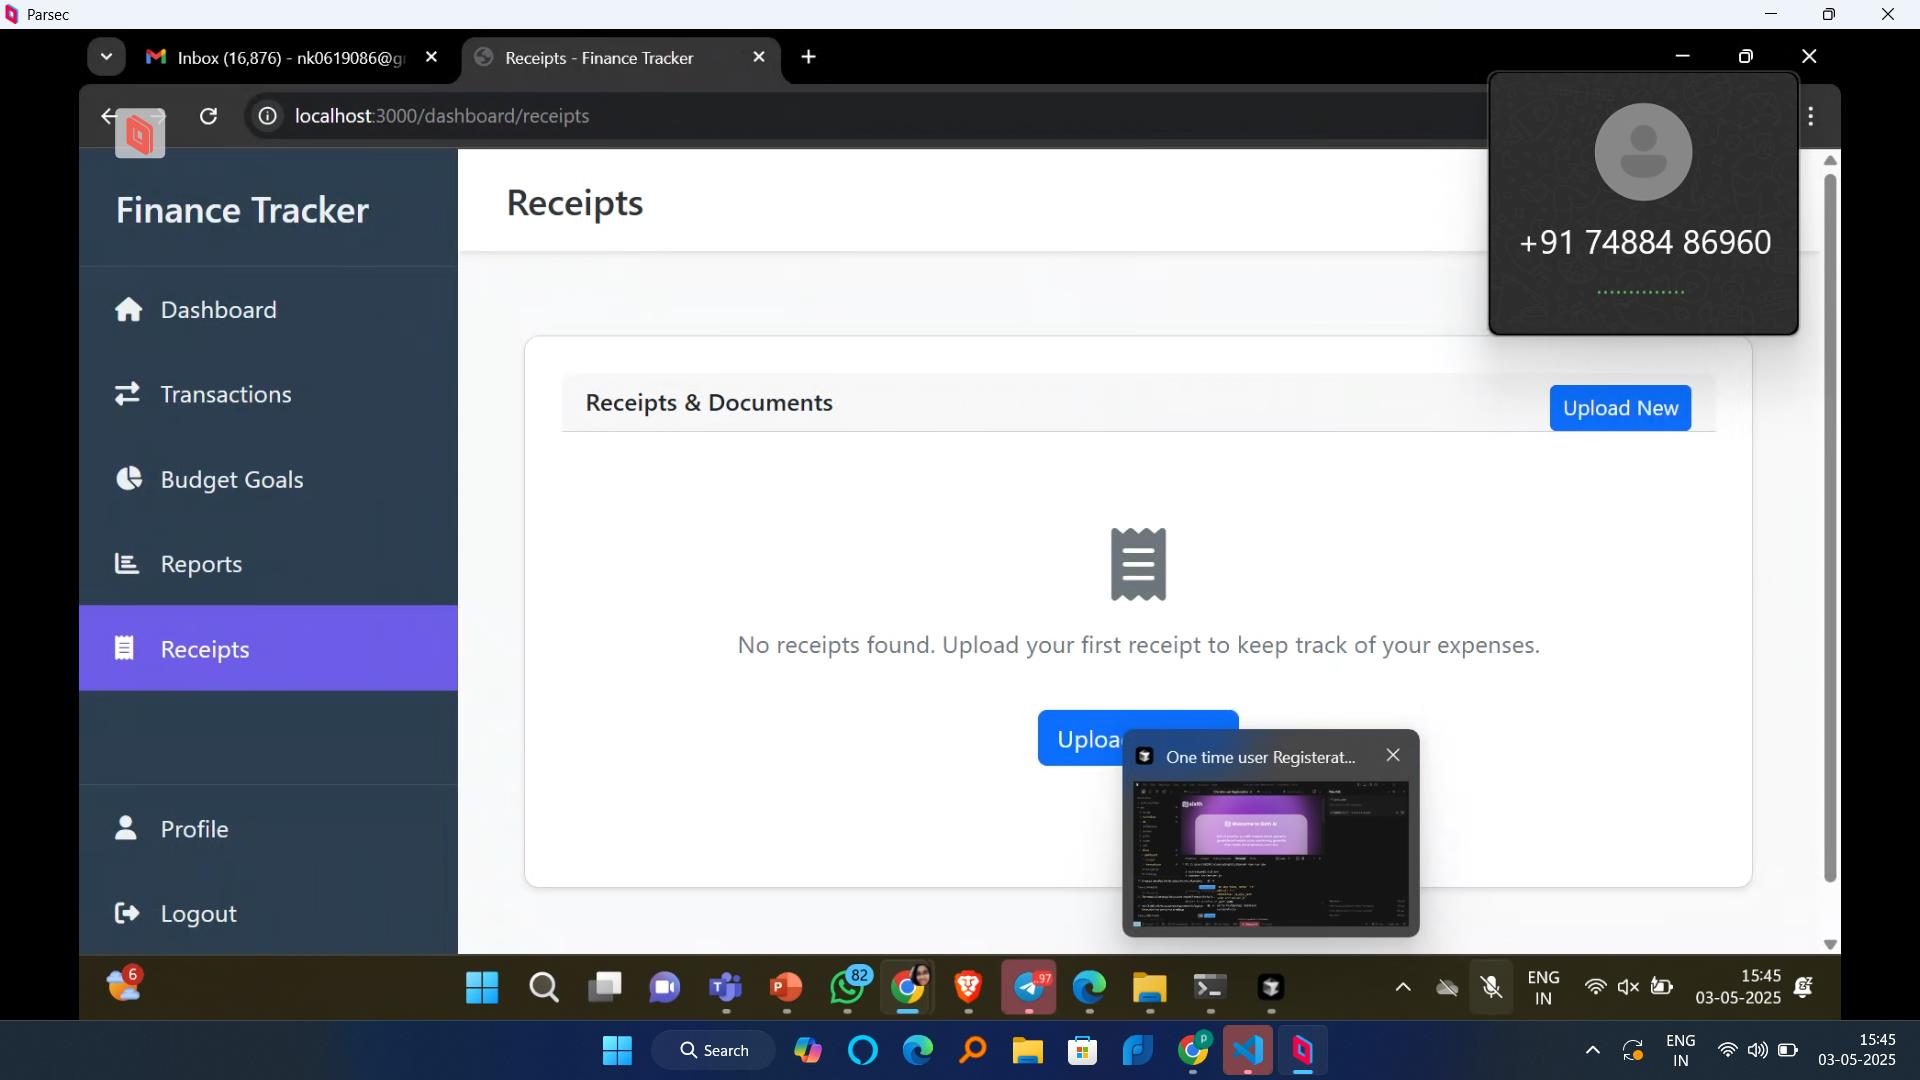 Parsec
Inbox (16,876) - nk0619086@g
Receipts - Finance Tracker
localhost:3000/dashboard/receipts
+91 74884 86960
Finance Tracker
Dashboard
Transactions
Budget Goals
Reports
Receipts
Profile
Logout
Receipts
Receipts & Documents
Upload New
No receipts found. Upload your first receipt to keep track of your expenses.
One time user Registerat...
6
82
97
ENG
IN
15:45
03-05-2025
Search
P
ENG
IN
15:45
03-05-2025